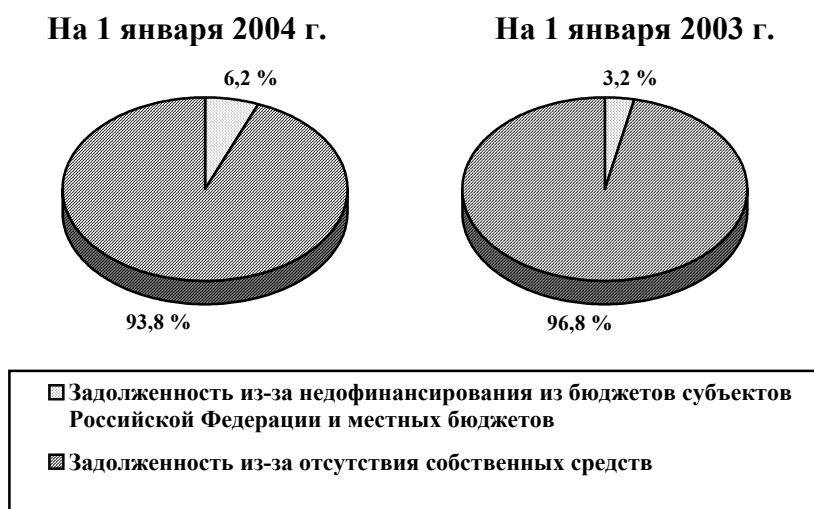 На 1 января 2004 г.
На 1 января 2003 г.
6,2 %
3,2 %
93,8 %
96,8 %
Задолженность из-за недофинансирования из бюджетов субъектов
Российской Федерации и местных бюджетов
Задолженность из-за отсутствия собственных средств